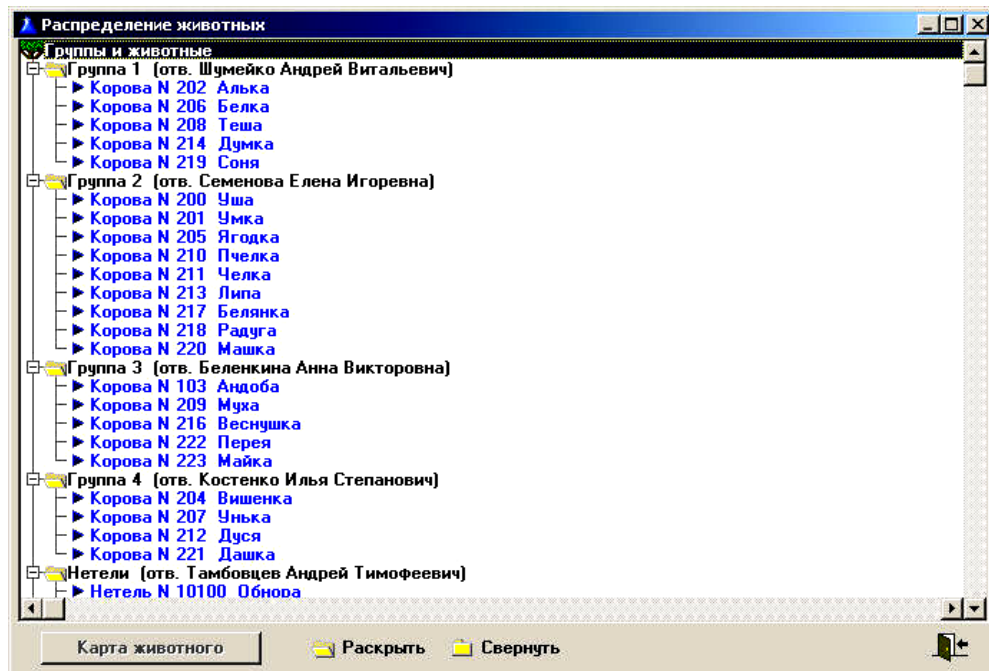 Распределение животных
Группы и животные
Группа 1 (отв. Шумейко Андрей Витальевич)
Корова N 202 Алька
Корова N 206 Белка
Корова N 208 Теша
Корова N 214 Думка
Корова N 219 Соня
Группа 2 (отв. Семенова Елена Игоревна)
Корова N 200 Уша
Корова N 201 Умка
Корова N 205 Ягодка
Корова N 210 Пчелка
Корова N 211 Челка
Корова N 213 Липа
Корова N 217 Белянка
Корова N 218 Радуга
Корова N 220 Машка
Группа 3 (отв. Беленкина Анна Викторовна)
Корова N 103 Андоба
Корова N 209 Муха
Корова N 216 Веснушка
Корова N 222 Перея
Корова N 223 Майка
Группа 4 (отв. Костенко Илья Степанович)
Корова N 204 Вишенка
Корова N 207 Унька
Корова N 212 Дуся
Корова N 221 Дашка
Нетели (отв. Тамбовцев Андрей Тимофеевич)
Нетель N 10100 Обнора
Карта животного Раскрыть Свернуть